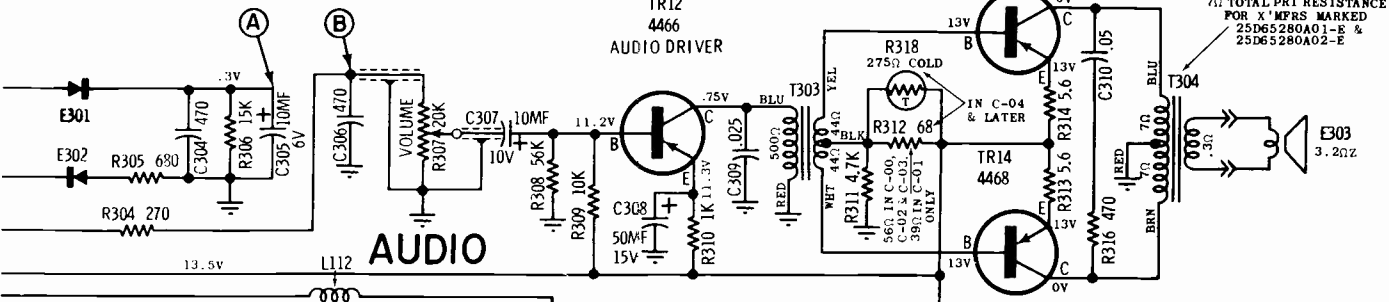 TR12
4466
AUDIO DRIVER
A
B
7Ω TOTAL PRI RESISTANCE
FOR X'MFRS MARKED
25D65280A01-E &
25D65280A02-E
E301
.3V
C304 470
R306 15K
C305 10MF
6V
+
E302
R305 680
R304 270
C306 470
VOLUME
R307 20K
C307
10MF
10V
+
R308 56K
11.2V
R309 10K
B
C
E
.75V
11.3V
C308
+
50MF
15V
R310 1K
C309 .025
BLU
500Ω
RED
T303
YEL
44Ω
44Ω
BLK
WHT
R318
275Ω COLD
T
IN C-04
& LATER
R312 68
R311 4.7K
56Ω IN C-00,
C-02 & C-03.
39Ω IN C-01
ONLY
13V
B
C
E
13V
R314 5.6
TR14
4468
R313 5.6
E
13V
B
13V
C
0V
C310 .05
R316 470
BLU
7Ω
RED
7Ω
BRN
T304
.3Ω
E303
3.2ΩZ
AUDIO
13.5V
L112